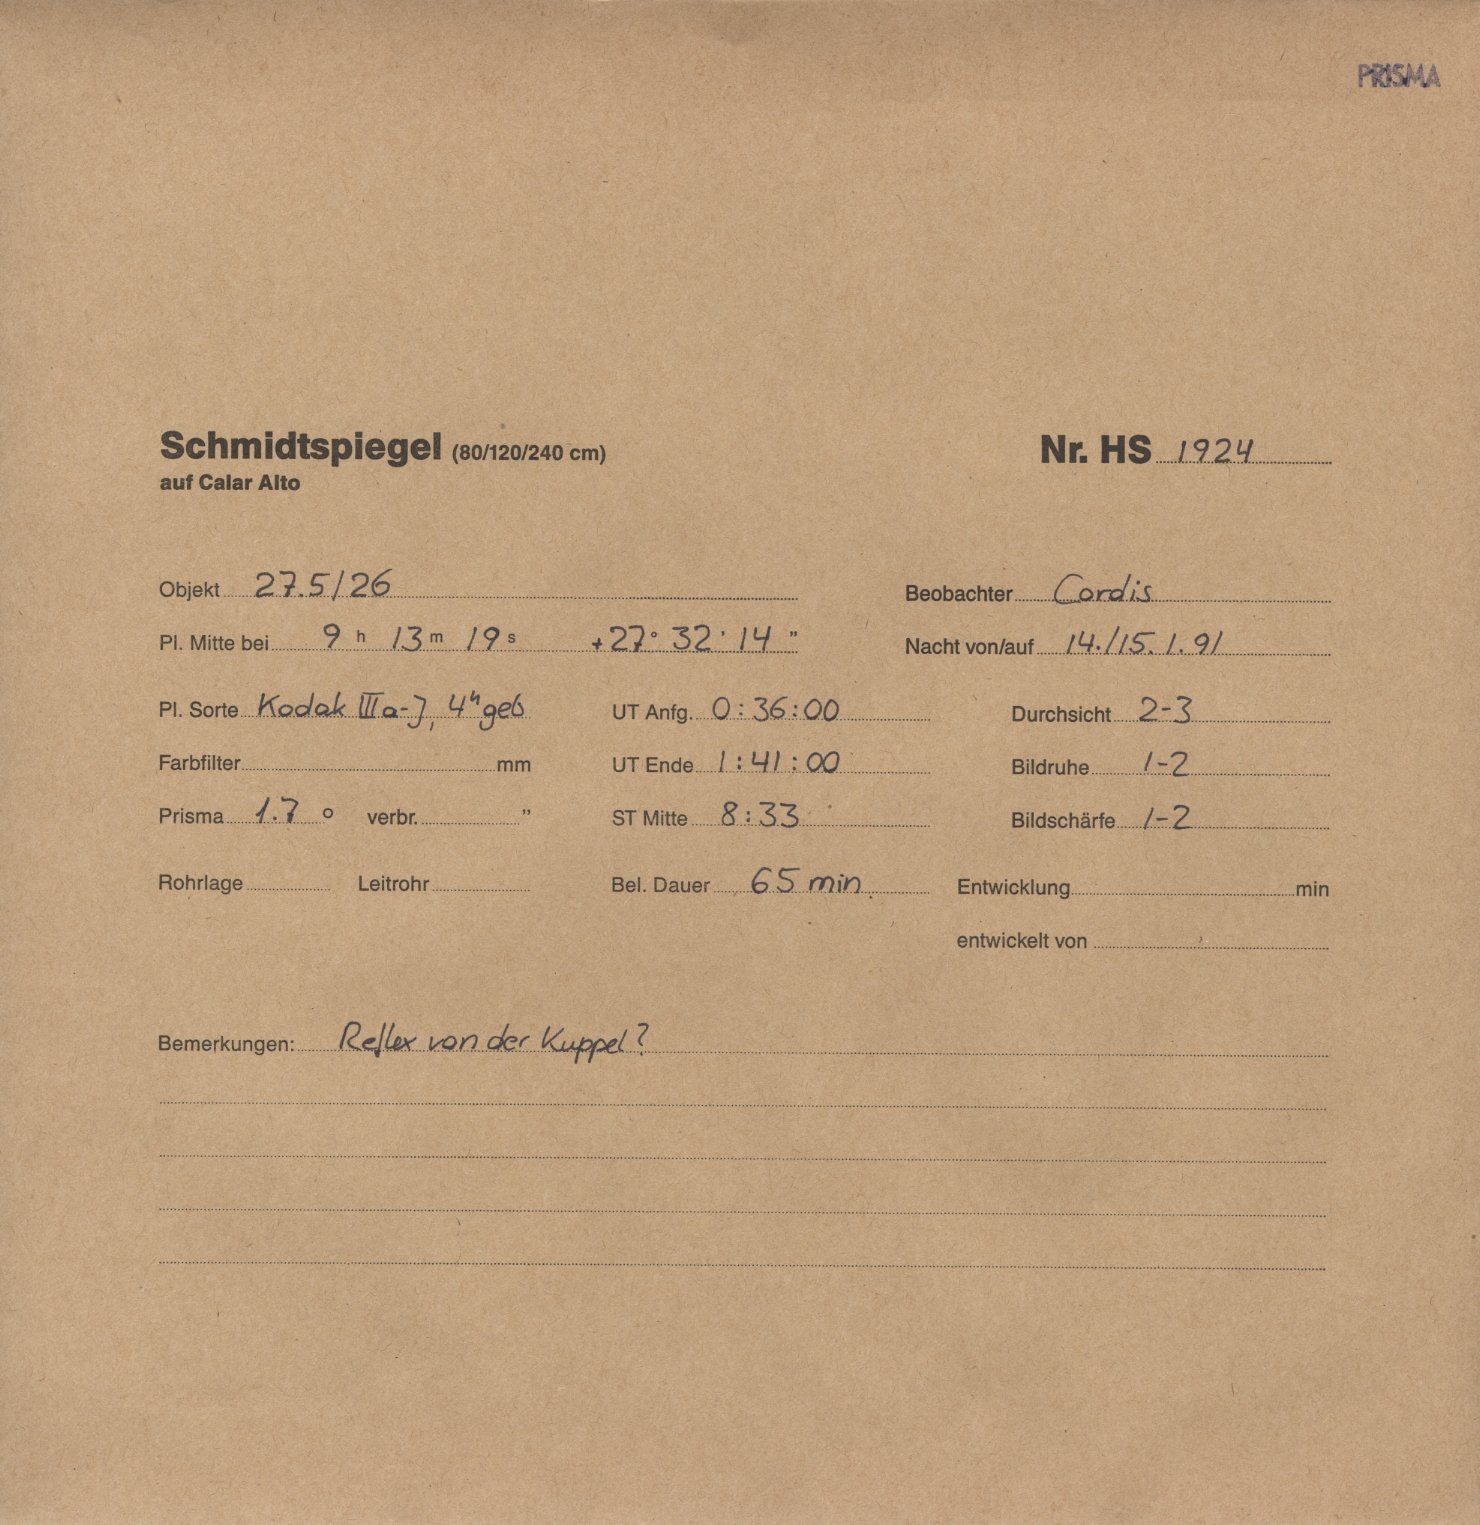 PRISMA
Schmidtspiegel (80/120/240 cm) Nr. HS 1924
auf Calar Alto
Objekt 27.5/26 Beobachter Cordis
Pl. Mitte bei 9 h 13 m 19 s +27° 32' 14" Nacht von/auf 14./15.1.91
Pl. Sorte Kodak IIIa-J, 4h geb UT Anfg. 0:36:00 Durchsicht 2-3
Farbfilter mm UT Ende 1:41:00 Bildruhe 1-2
Prisma 1.7 ° verbr. " ST Mitte 8:33 Bildschärfe 1-2
Rohrlage Leitrohr Bel. Dauer 65 min Entwicklung min
entwickelt von
Bemerkungen: Reflex von der Kuppel?